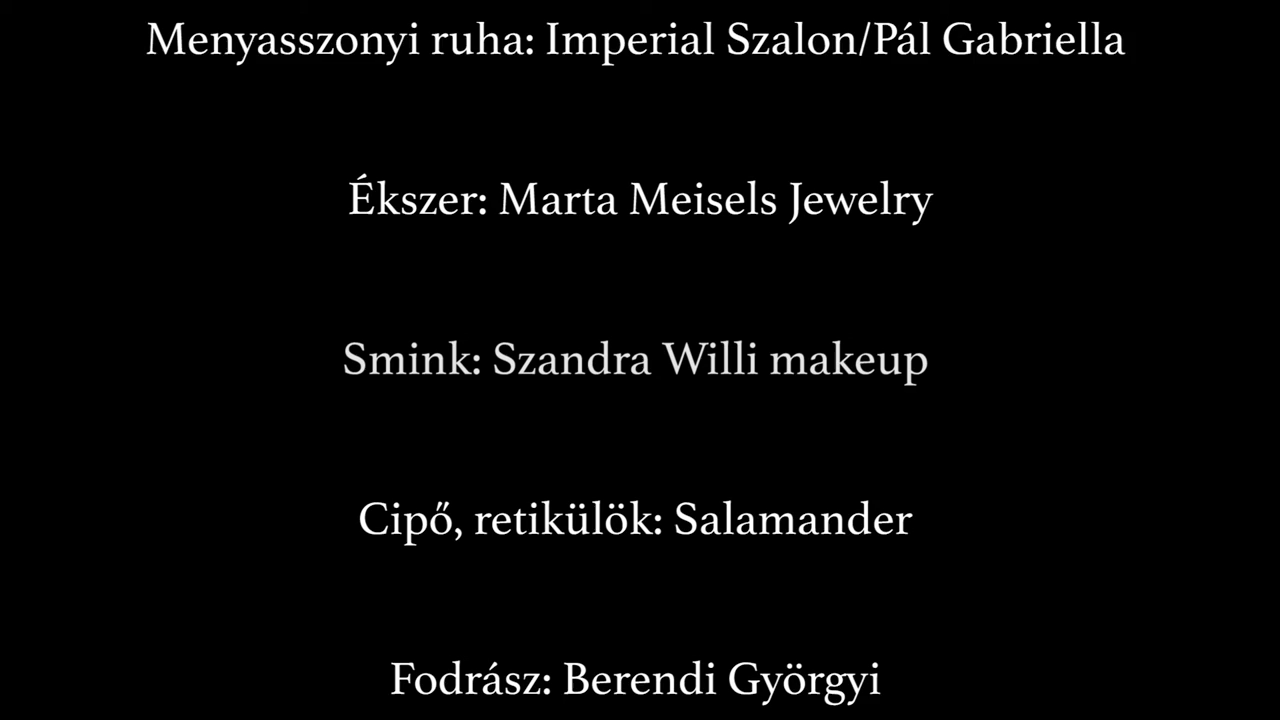 Menyasszonyi ruha: Imperial Szalon/Pál Gabriella
Ékszer: Marta Meisels Jewelry
Smink: Szandra Willi makeup
Cipő, retikülök: Salamander
Fodrász: Berendi Györgyi